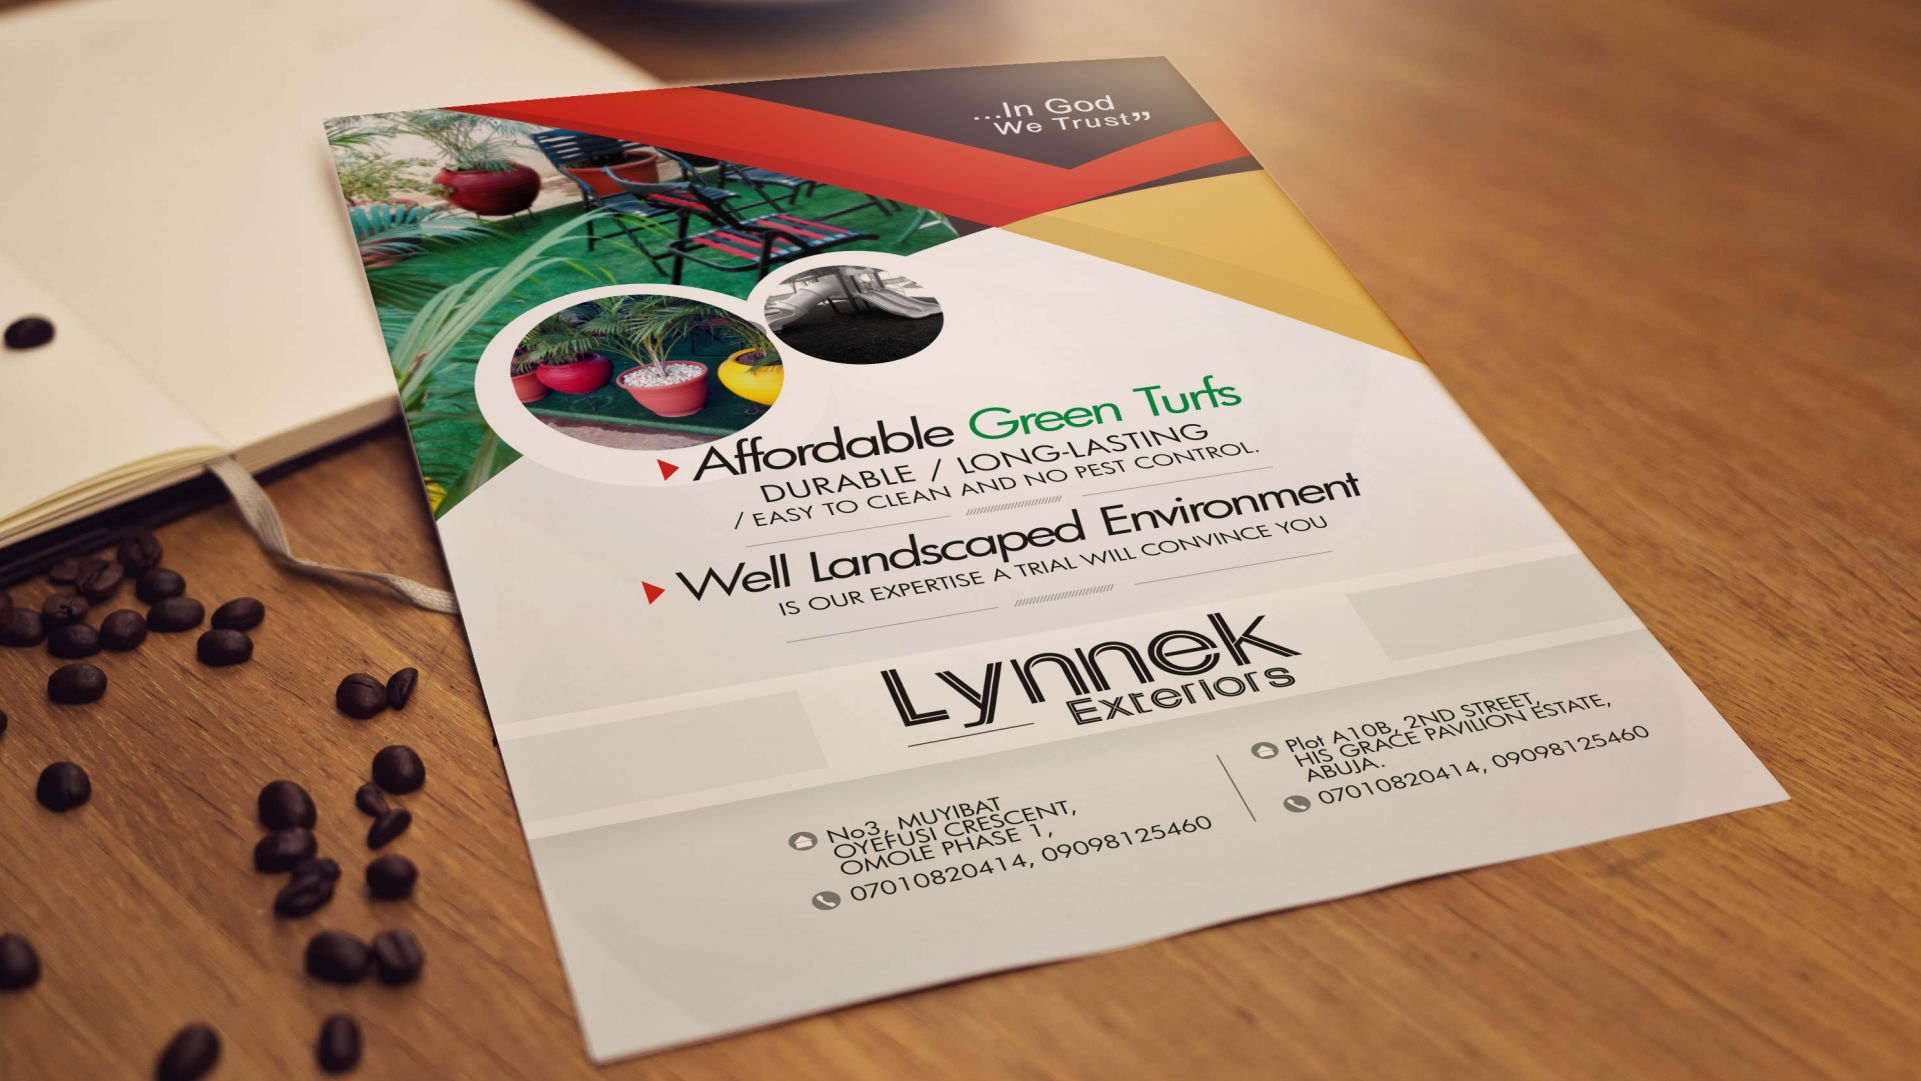 ...In God
We Trust”
Affordable Green Turfs
DURABLE / LONG-LASTING
/ EASY TO CLEAN AND NO PEST CONTROL.
Well Landscaped Environment
IS OUR EXPERTISE A TRIAL WILL CONVINCE YOU
Lynnek
Exteriors
No3, MUYIBAT
OYEFUSI CRESCENT,
OMOLE PHASE 1,
07010820414, 09098125460
Plot A10B, 2ND STREET,
HIS GRACE PAVILION ESTATE,
ABUJA.
07010820414, 09098125460